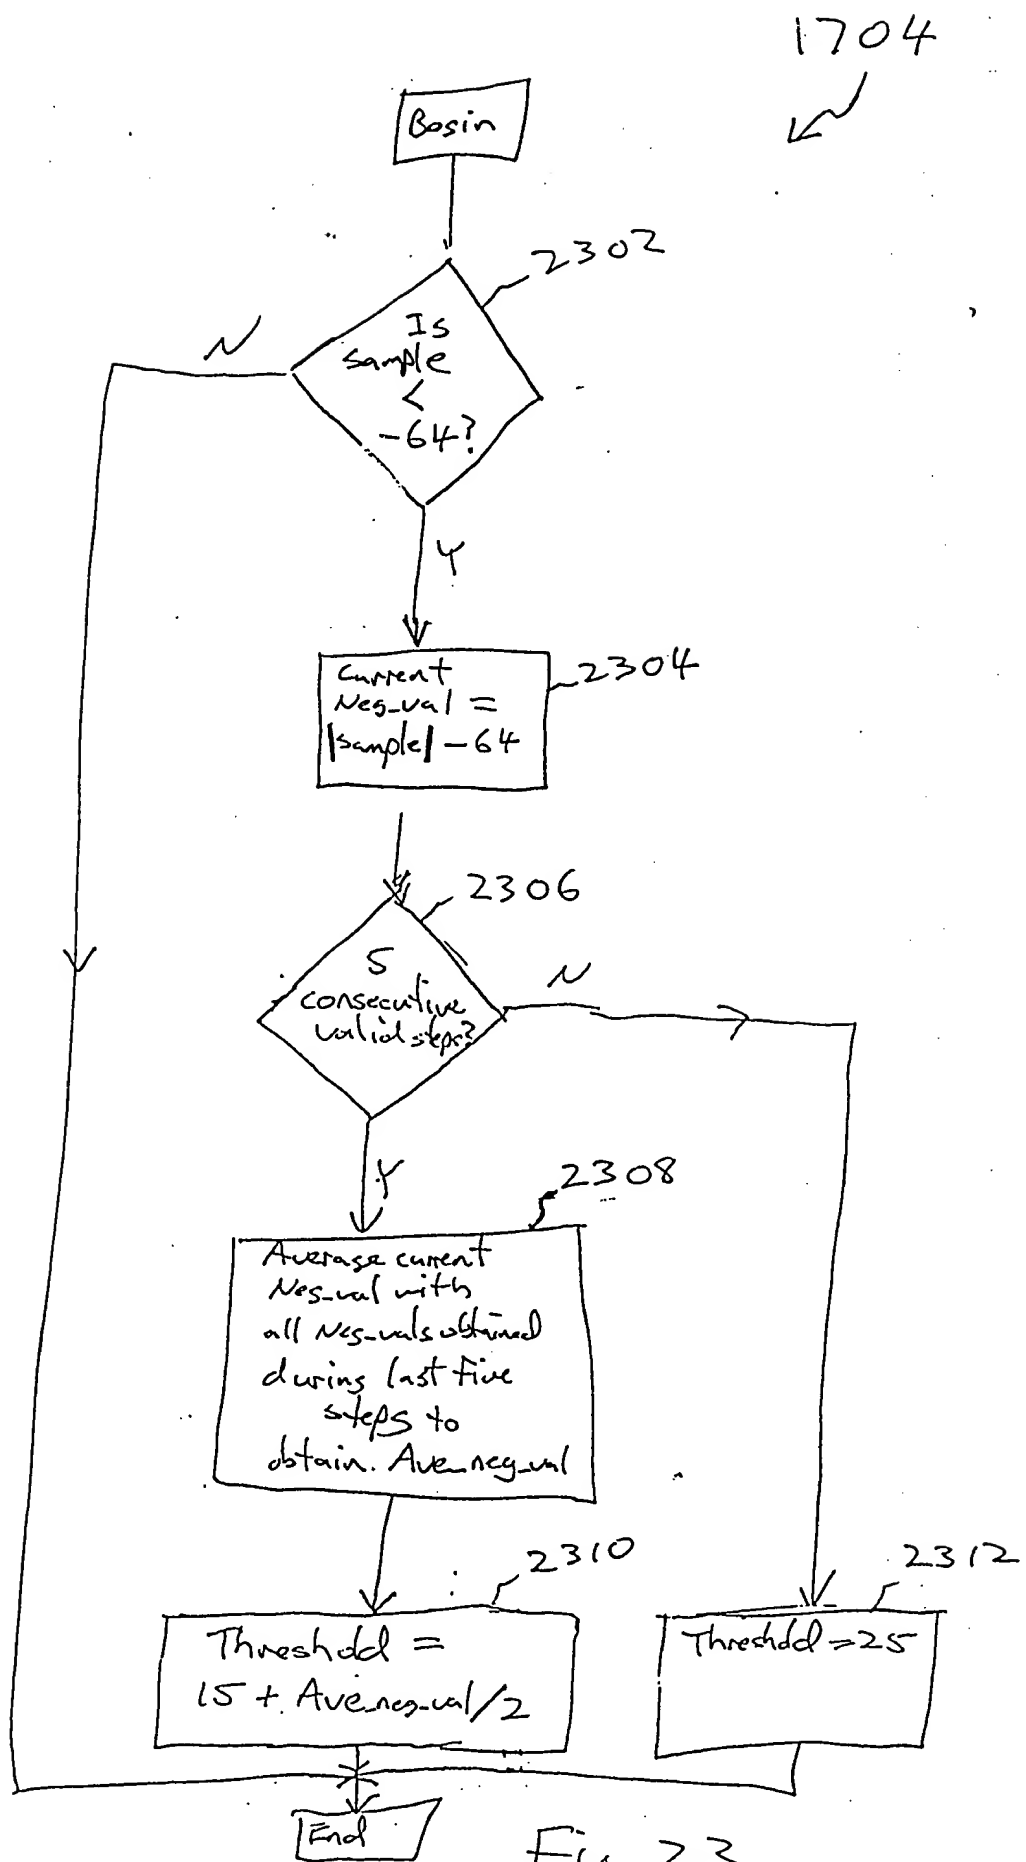 1704
Begin
2302
N
Is
sample
<
-64?
Y
Current
Neg_val =
|sample| - 64
2304
2306
5
consecutive
valid steps?
N
Y
2308
Average current
Neg_val with
all Neg_vals obtained
during last five
steps to
obtain. Ave_neg_val
2310
2312
Threshold =
15 + Ave_neg_val/2
Threshold = 25
End